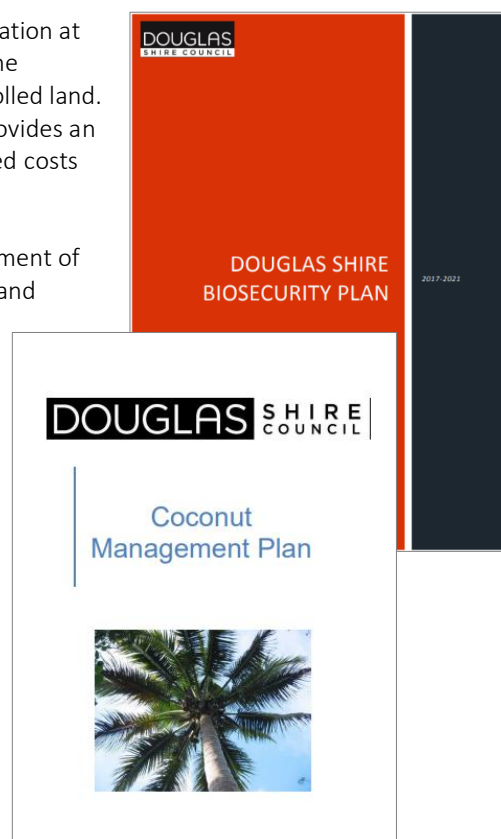 ation at
ne
olled land.
ovides an
ed costs
ment of
and
DOUGLAS
SHIRE COUNCIL
DOUGLAS SHIRE
BIOSECURITY PLAN
2017-2021
DOUGLAS SHIRE
COUNCIL
Coconut
Management Plan